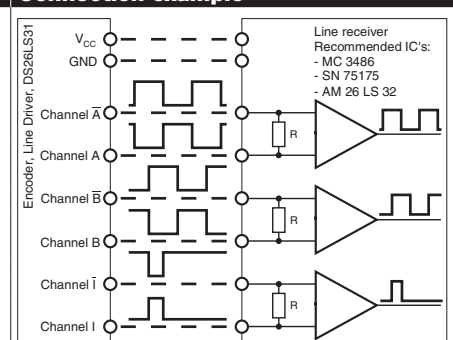 Connection example
Encoder, Line Driver, DS26LS31
V_CC
GND
Channel A̅
Channel A
Channel B̅
Channel B
Channel I̅
Channel I
Line receiver
Recommended IC's:
- MC 3486
- SN 75175
- AM 26 LS 32
R
R
R